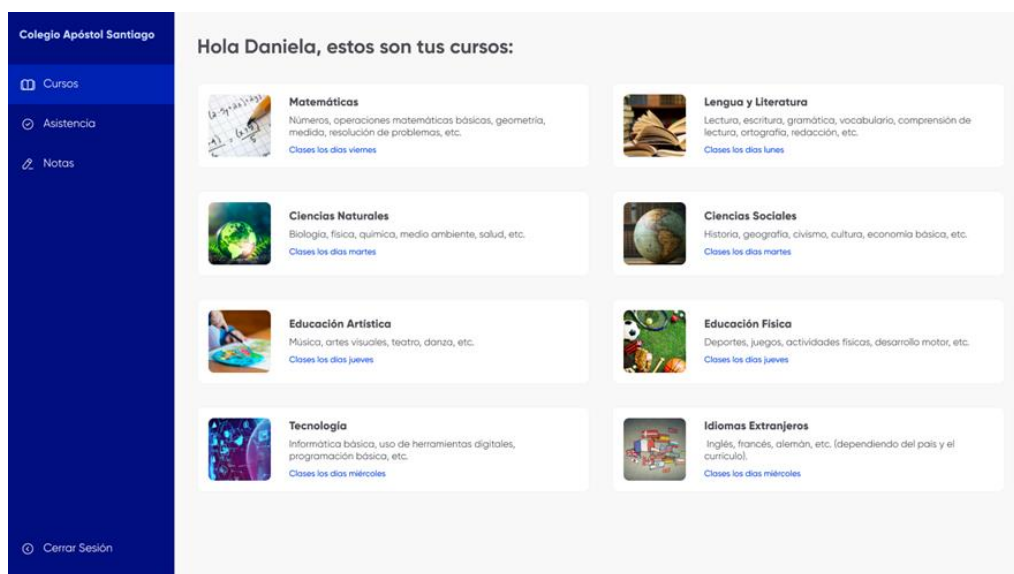 Colegio Apóstol Santiago
Cursos
Asistencia
Notas
Cerrar Sesión
Hola Daniela, estos son tus cursos:
Matemáticas
Números, operaciones matemáticas básicas, geometría,
medida, resolución de problemas, etc.
Clases los días viernes
Lengua y Literatura
Lectura, escritura, gramática, vocabulario, comprensión de
lectura, ortografía, redacción, etc.
Clases los días lunes
Ciencias Naturales
Biología, física, química, medio ambiente, salud, etc.
Clases los días martes
Ciencias Sociales
Historia, geografía, civismo, cultura, economía básica, etc.
Clases los días martes
Educación Artística
Música, artes visuales, teatro, danza, etc.
Clases los días jueves
Educación Física
Deportes, juegos, actividades físicas, desarrollo motor, etc.
Clases los días jueves
Tecnología
Informática básica, uso de herramientas digitales,
programación básica, etc.
Clases los días miércoles
Idiomas Extranjeros
Inglés, francés, alemán, etc. (dependiendo del país y el
currículo).
Clases los días miércoles